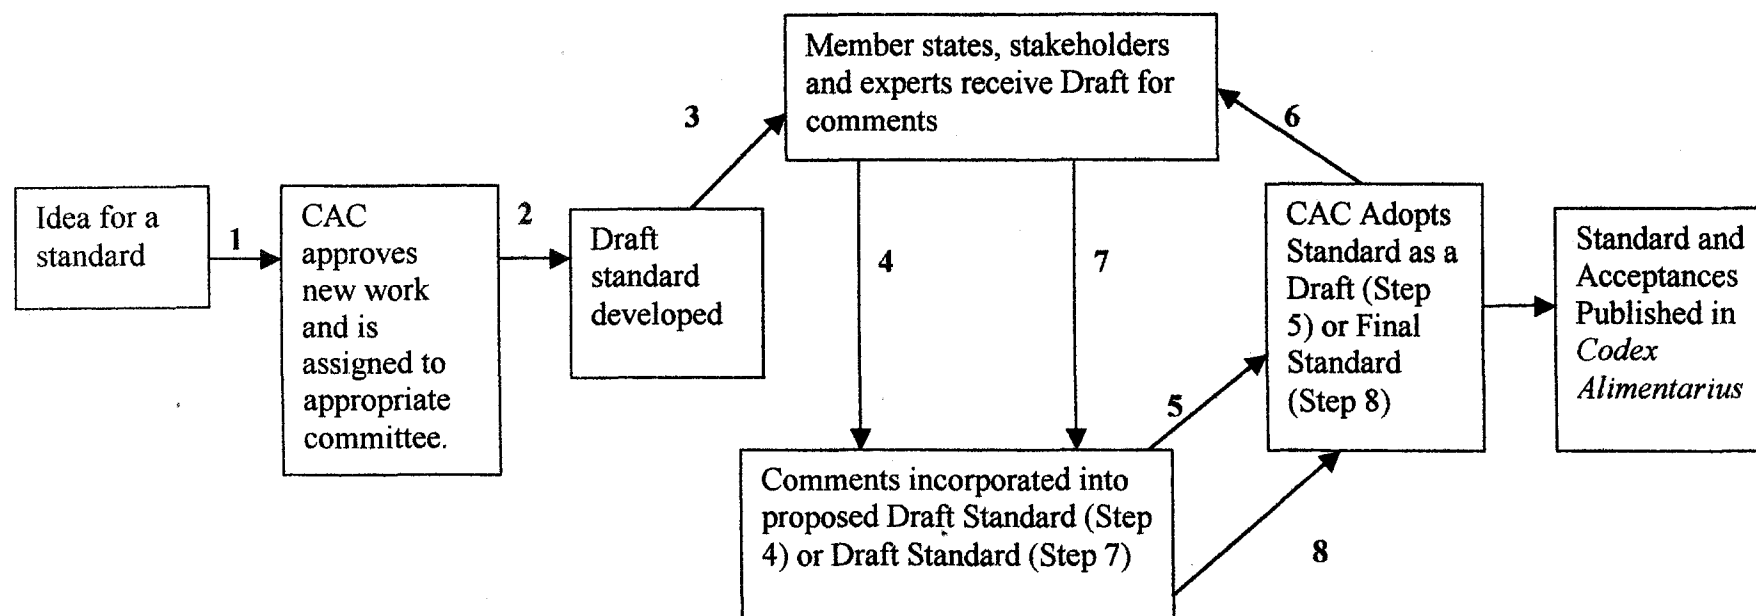 Member states, stakeholders
and experts receive Draft for
comments
3
6
Idea for a
standard
1
CAC
approves
new work
and is
assigned to
appropriate
committee.
2
Draft
standard
developed
4
7
CAC Adopts
Standard as a
Draft (Step
5) or Final
Standard
(Step 8)
Standard and
Acceptances
Published in
Codex
Alimentarius
5
Comments incorporated into
proposed Draft Standard (Step
4) or Draft Standard (Step 7)
8